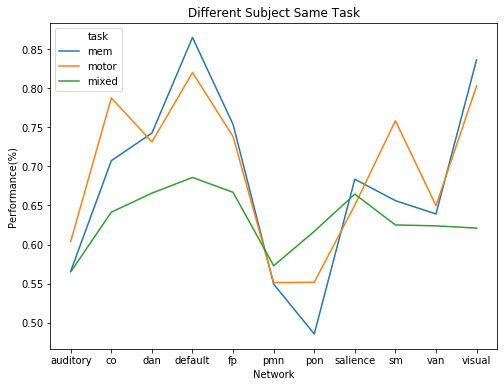 Different Subject Same Task
task
mem
motor
mixed
0.85
0.80
0.75
0.70
0.65
0.60
0.55
0.50
Performance(%)
auditory co dan default fp pmn pon salience sm van visual
Network